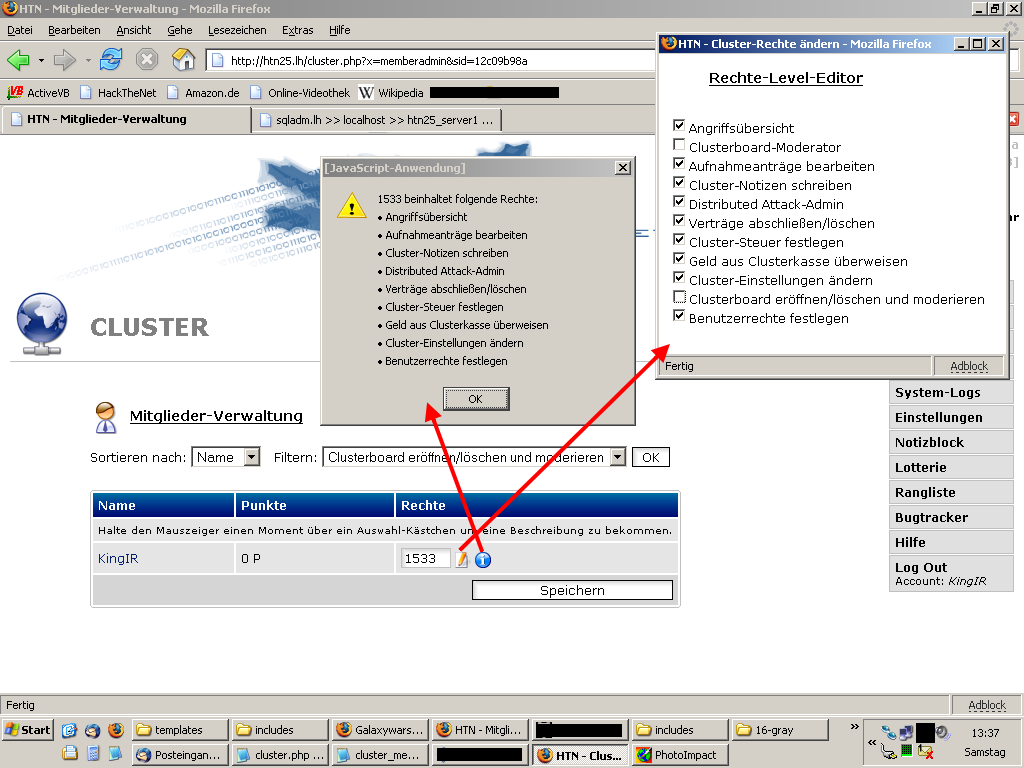 HTN - Mitglieder-Verwaltung - Mozilla Firefox
Datei Bearbeiten Ansicht Gehe Lesezeichen Extras Hilfe
http://htn25.lh/cluster.php?x=memberadmin&sid=12c09b98a
ActiveVB HackTheNet Amazon.de Online-Videothek Wikipedia
HTN - Mitglieder-Verwaltung
sqladm.lh >> localhost >> htn25_server1 ...
HTN - Cluster-Rechte ändern - Mozilla Firefox
Rechte-Level-Editor
Angriffsübersicht
Clusterboard-Moderator
Aufnahmeanträge bearbeiten
Cluster-Notizen schreiben
Distributed Attack-Admin
Verträge abschließen/löschen
Cluster-Steuer festlegen
Geld aus Clusterkasse überweisen
Cluster-Einstellungen ändern
Clusterboard eröffnen/löschen und moderieren
Benutzerrechte festlegen
Fertig
Adblock
[JavaScript-Anwendung]
1533 beinhaltet folgende Rechte:
• Angriffsübersicht
• Aufnahmeanträge bearbeiten
• Cluster-Notizen schreiben
• Distributed Attack-Admin
• Verträge abschließen/löschen
• Cluster-Steuer festlegen
• Geld aus Clusterkasse überweisen
• Cluster-Einstellungen ändern
• Benutzerrechte festlegen
OK
CLUSTER
Mitglieder-Verwaltung
Sortieren nach: Name Filtern: Clusterboard eröffnen/löschen und moderieren OK
Name Punkte Rechte
Halte den Mauszeiger einen Moment über ein Auswahl-Kästchen um eine Beschreibung zu bekommen.
KingIR 0 P 1533
Speichern
System-Logs
Einstellungen
Notizblock
Lotterie
Rangliste
Bugtracker
Hilfe
Log Out
Account: KingIR
Fertig
Adblock
Start templates includes Galaxywars... HTN - Mitgli... includes 16-gray
13:37
Posteingan... cluster.php ... cluster_me... HTN - Clus... PhotoImpact
Samstag